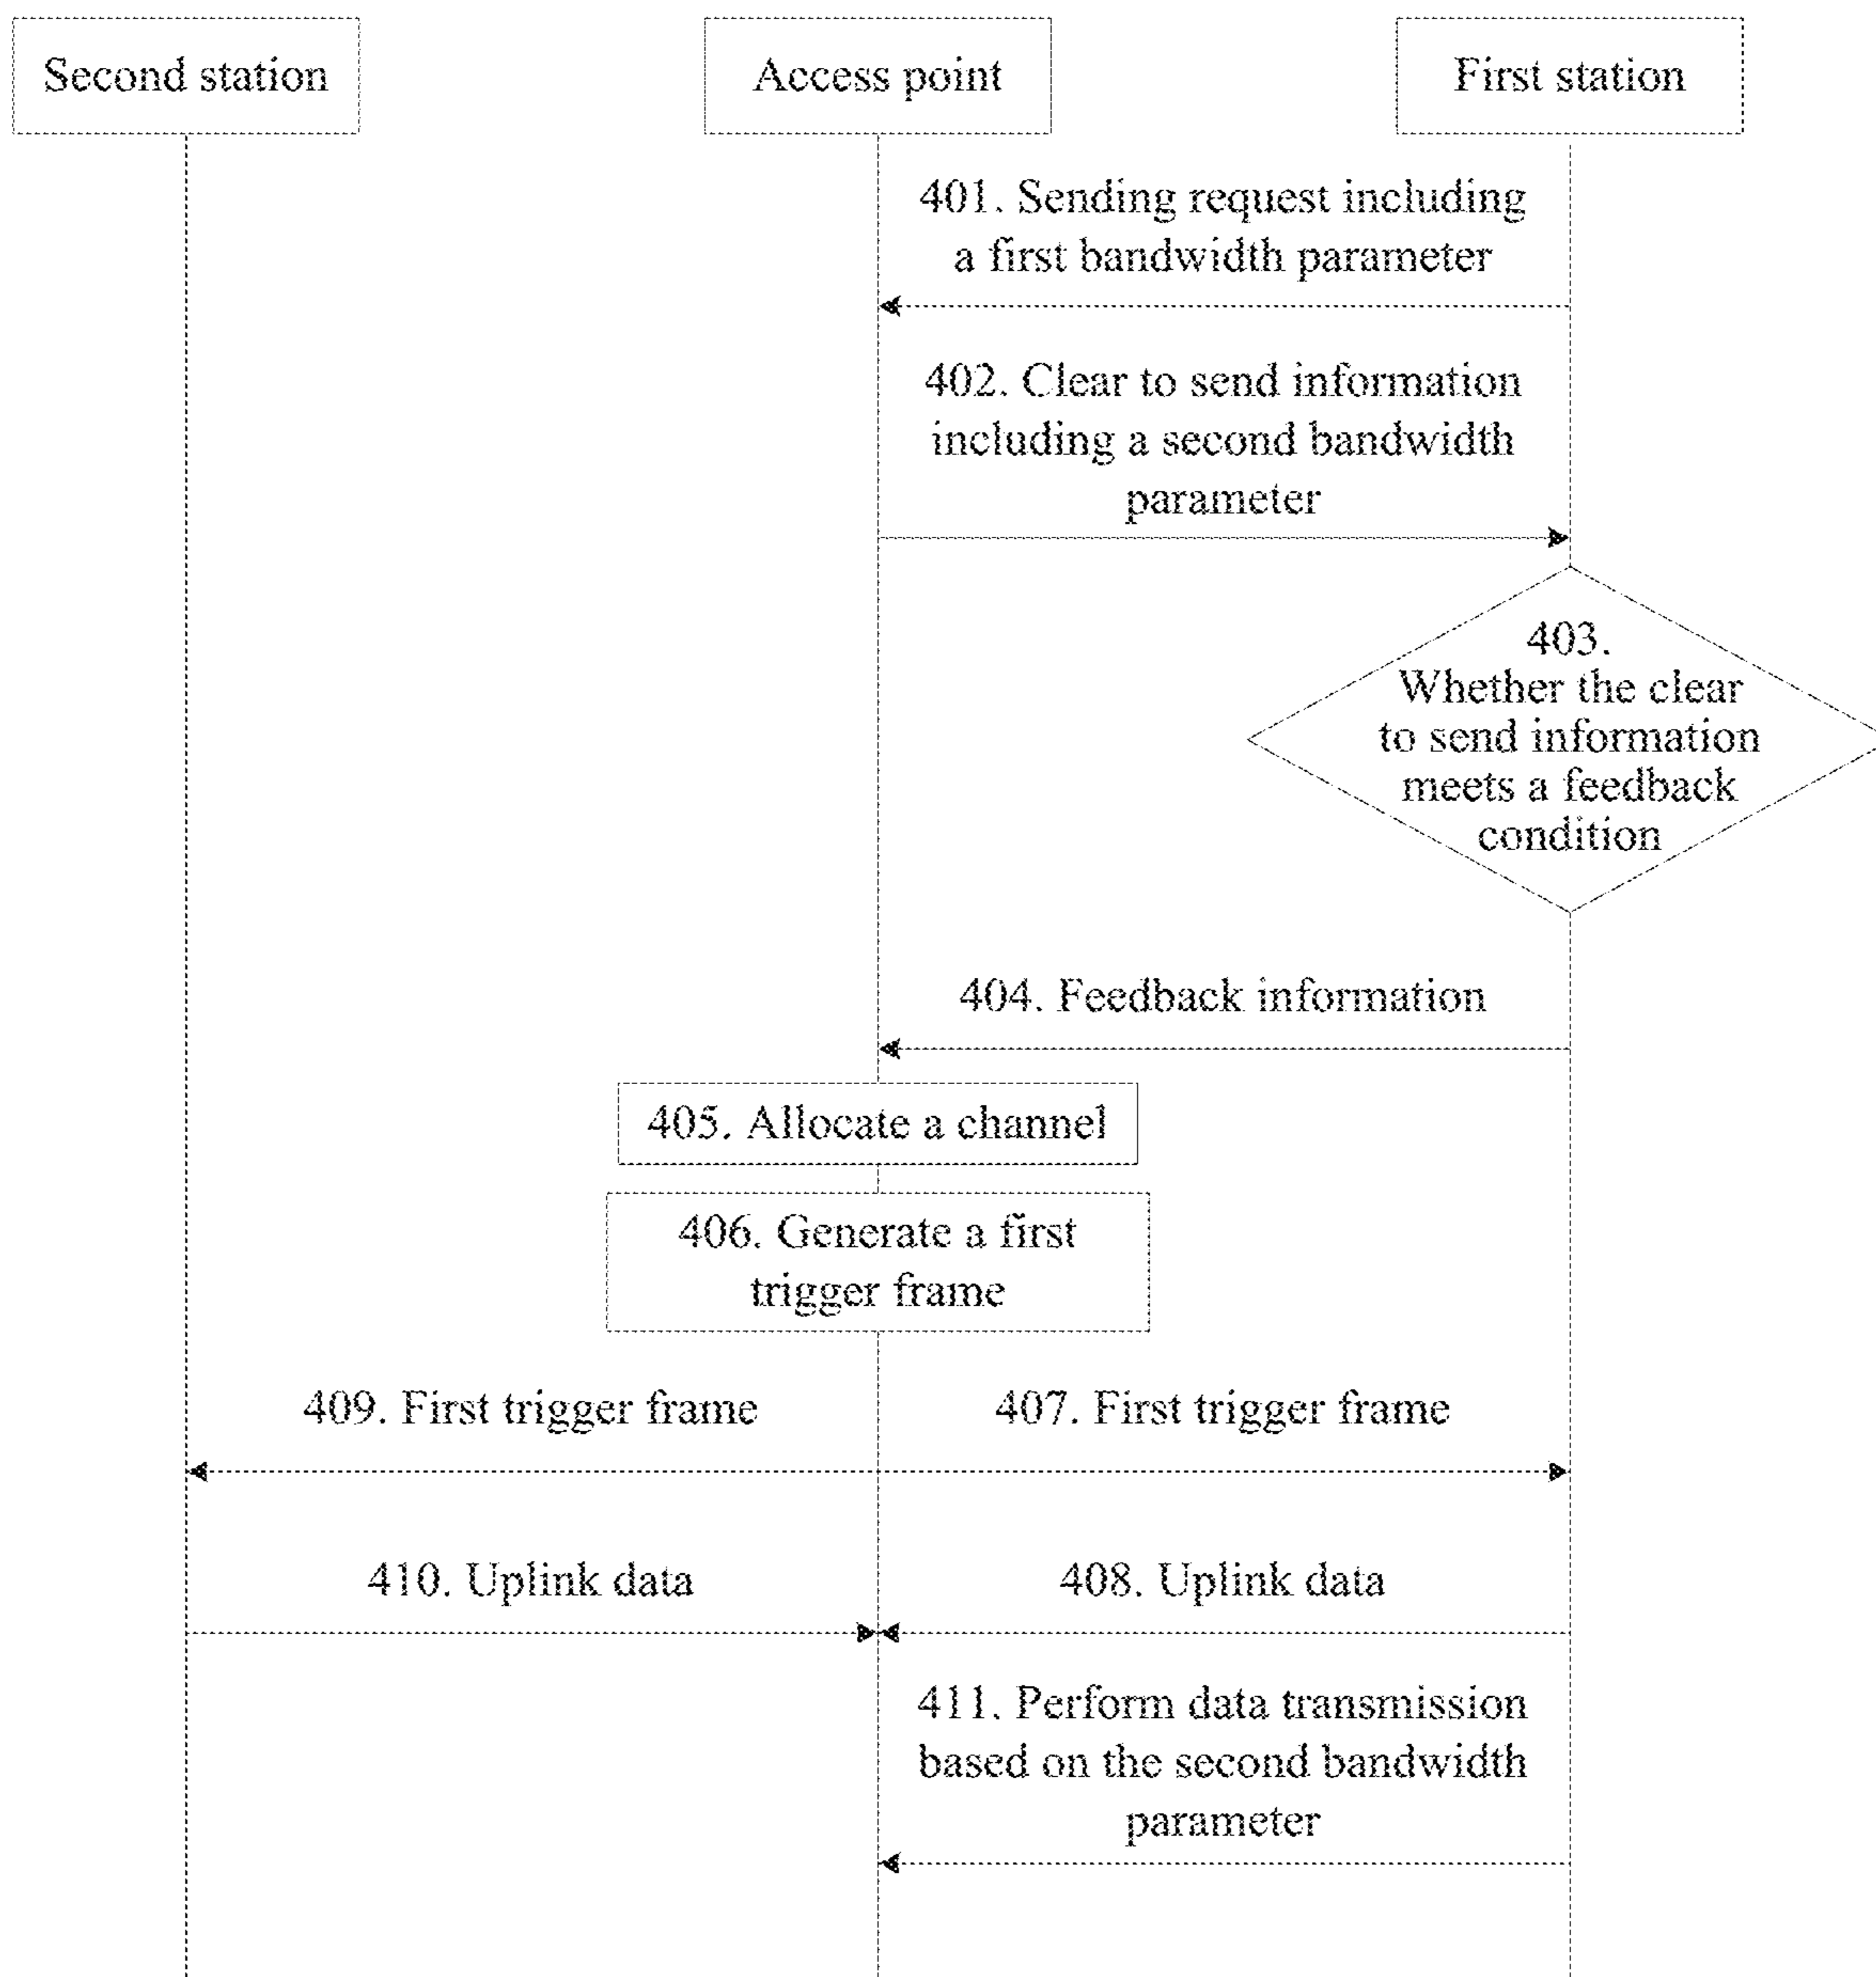 Second station
Access point
First station
401. Sending request including
a first bandwidth parameter
402. Clear to send information
including a second bandwidth
parameter
403.
Whether the clear
to send information
meets a feedback
condition
404. Feedback information
405. Allocate a channel
406. Generate a first
trigger frame
409. First trigger frame
407. First trigger frame
410. Uplink data
408. Uplink data
411. Perform data transmission
based on the second bandwidth
parameter